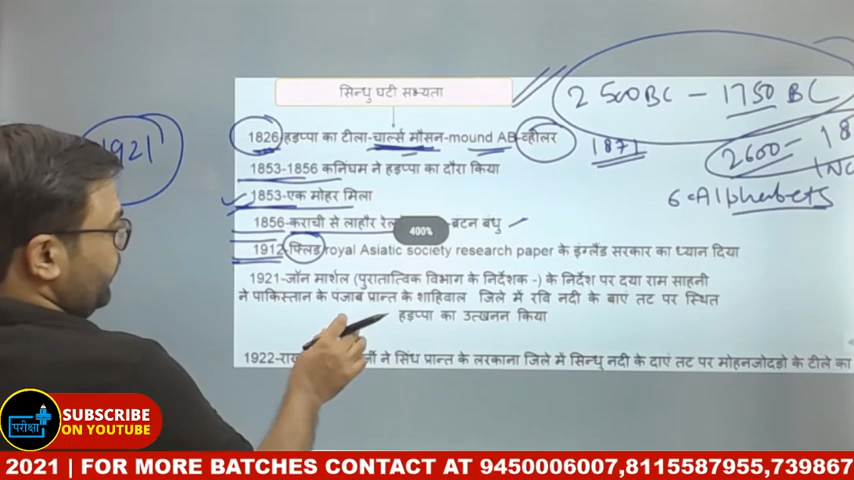 सिन्धु घटी सभ्यता
2500BC - 1750 BC
1826 हड़प्पा का टीला-चार्ल्स मौसन-mound AB-व्हीलर
1921
1871
2600-
1853-1856 कनिंघम ने हड़प्पा का दौरा किया
1853-एक मोहर मिला
6 Alphabets
1856-कराची से लाहौर ब्रंटन बंधु
400%
1912-फ्लिड royal Asiatic society research paper के इंग्लैंड सरकार का ध्यान दिया
1921-जॉन मार्शल (पुरातात्विक विभाग के निर्देशक -) के निर्देश पर दया राम साहनी
ने पाकिस्तान के पंजाब प्रान्त के शाहिवाल जिले में रवि नदी के बाएं तट पर स्थित
हड़प्पा का उत्खनन किया
1922- ने सिंध प्रान्त के लरकाना जिले में सिन्धु नदी के दाएं तट पर मोहनजोदड़ो के टीले का
परीक्षा
SUBSCRIBE
ON YOUTUBE
2021 | FOR MORE BATCHES CONTACT AT 9450006007,8115587955,739867